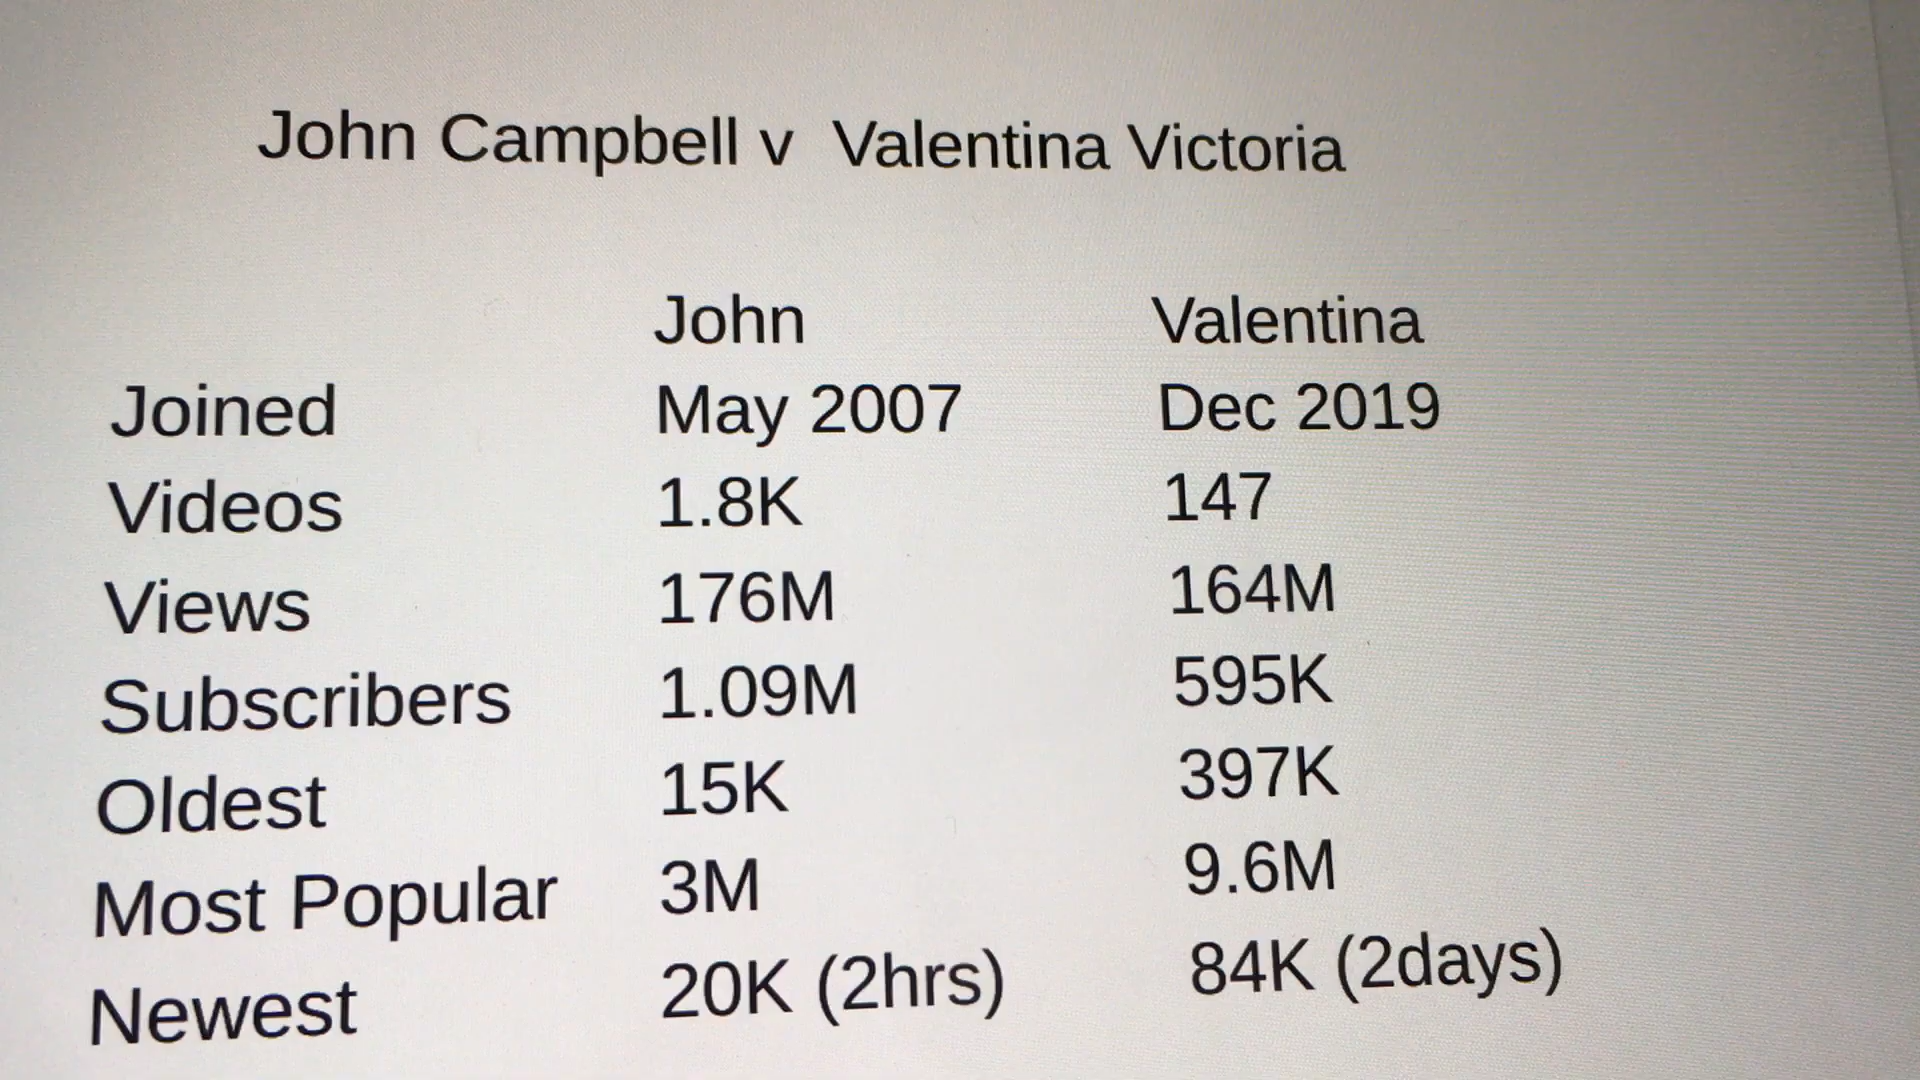 John Campbell v Valentina Victoria
John Valentina
Joined May 2007 Dec 2019
Videos 1.8K 147
Views 176M 164M
Subscribers 1.09M 595K
Oldest 15K 397K
Most Popular 3M 9.6M
Newest 20K (2hrs) 84K (2days)